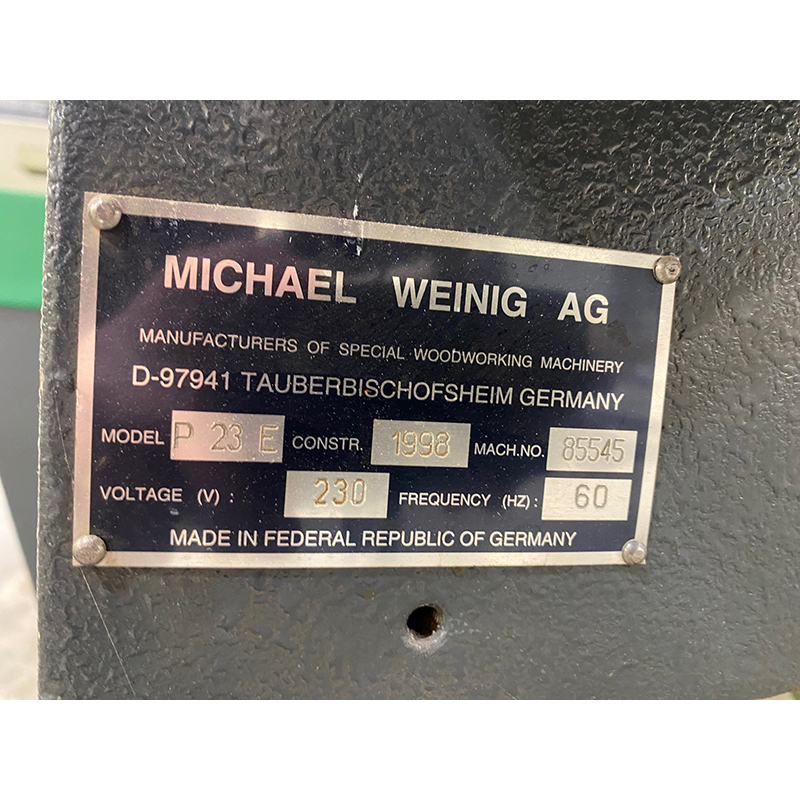 MICHAEL WEINIG AG
MANUFACTURERS OF SPECIAL WOODWORKING MACHINERY
D-97941 TAUBERBISCHOFSHEIM GERMANY
MODEL P 23 E CONSTR. 1998 MACH.NO. 85545
VOLTAGE (V) : 230 FREQUENCY (HZ) : 60
MADE IN FEDERAL REPUBLIC OF GERMANY